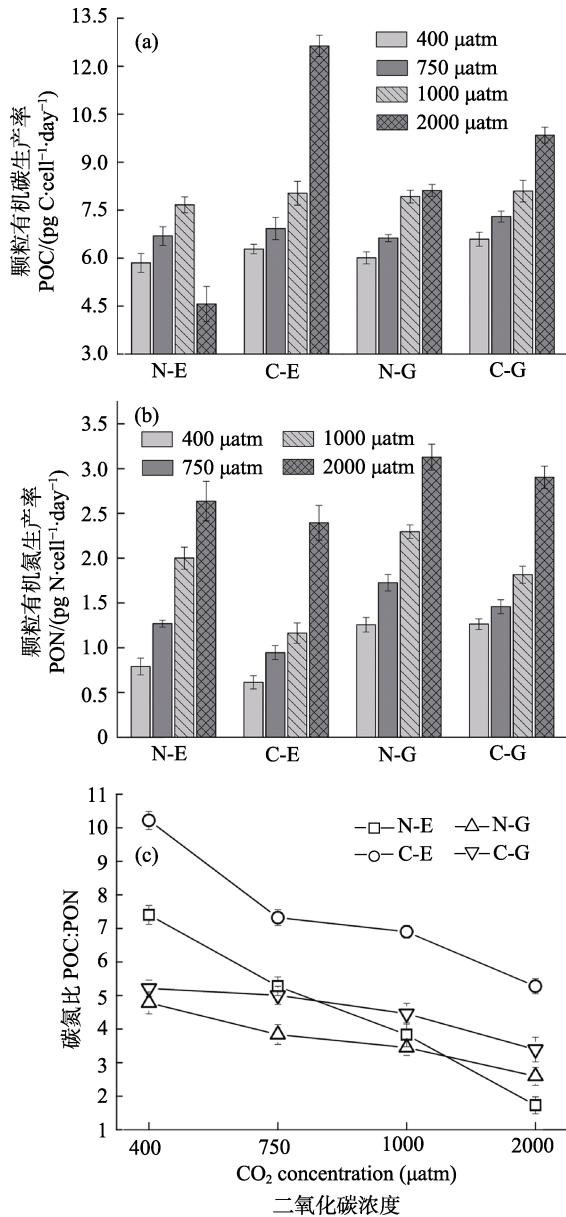 13.5
12.0
10.5
9.0
7.5
6.0
4.5
3.0
颗粒有机碳生产率
POC/(pg C·cell⁻¹·day⁻¹)
(a)
400 μatm
750 μatm
1000 μatm
2000 μatm
N-E C-E N-G C-G
3.5
3.0
2.5
2.0
1.5
1.0
0.5
0
颗粒有机氮生产率
PON/(pg N·cell⁻¹·day⁻¹)
(b)
400 μatm 1000 μatm
750 μatm 2000 μatm
N-E C-E N-G C-G
11
10
9
8
7
6
5
4
3
2
1
碳氮比 POC:PON
(c)
N-E N-G
C-E C-G
400 750 1000 2000
CO₂ concentration (μatm)
二氧化碳浓度